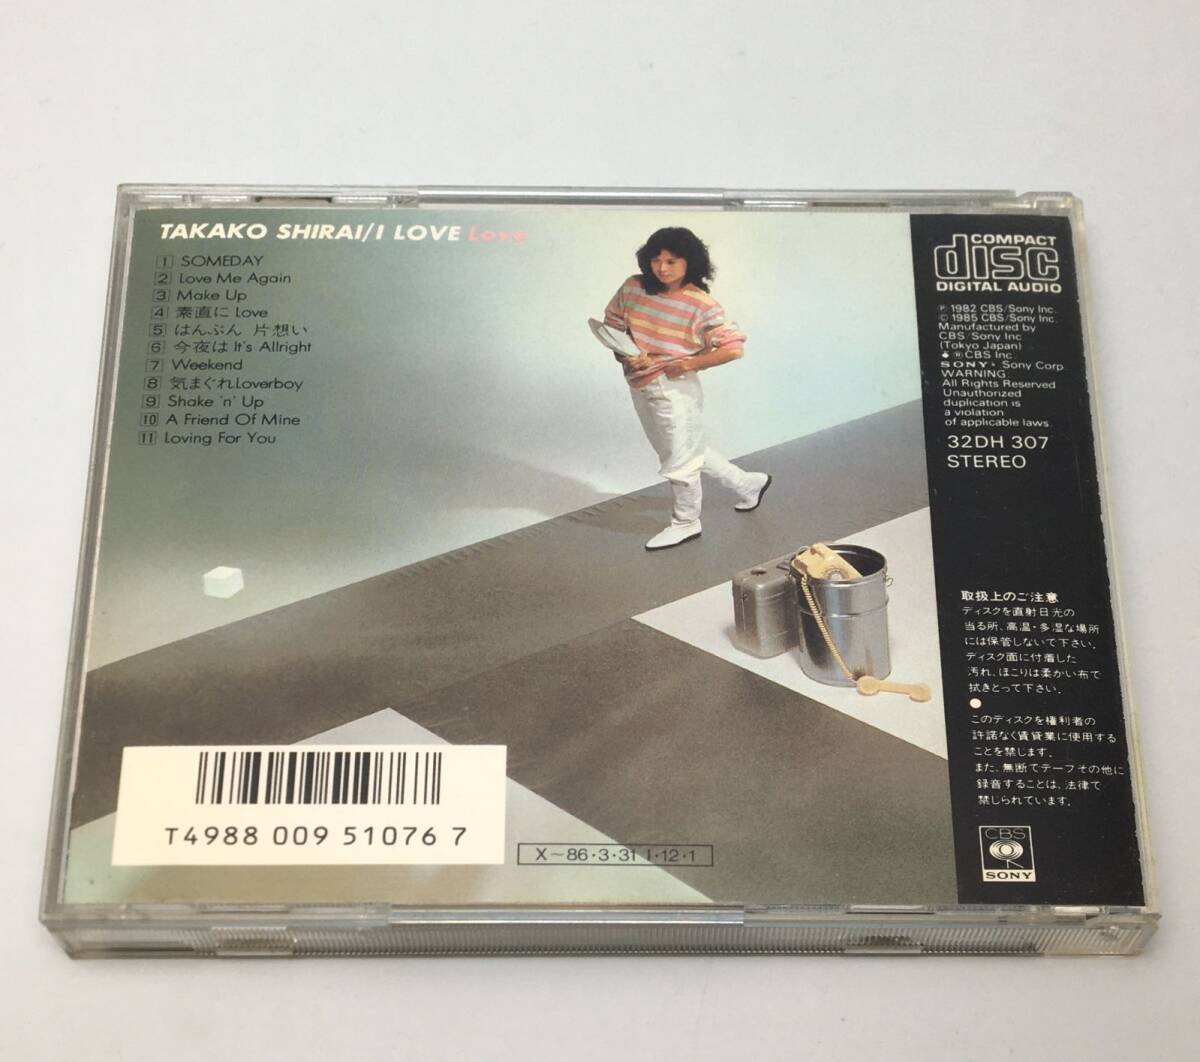 TAKAKO SHIRAI/I LOVE Love
1 SOMEDAY
2 Love Me Again
3 Make Up
4 素直に Love
5 はんぶん 片想い
6 今夜は It's Allright
7 Weekend
8 気まぐれLoverboy
9 Shake 'n' Up
10 A Friend Of Mine
11 Loving For You
COMPACT
disc
DIGITAL AUDIO
Ⓟ 1982 CBS/Sony Inc.
© 1985 CBS/Sony Inc.
Manufactured by
CBS/Sony Inc.
(Tokyo Japan)
Ⓡ CBS Inc.
SONY Sony Corp.
WARNING:
All Rights Reserved
Unauthorized
duplication is
a violation
of applicable laws.
32DH 307
STEREO
取扱上のご注意
ディスクを直射日光の
当る所、高温・多湿な場所
には保管しないで下さい。
ディスク面に付着した
汚れ、ほこりは柔かい布で
拭きとって下さい。
●
このディスクを権利者の
許諾なく賃貸業に使用する
ことを禁じます。
また、無断でテープその他に
録音することは、法律で
禁じられています。
CBS
SONY
T4988 009 51076 7
X~86・3・31 I・12・1